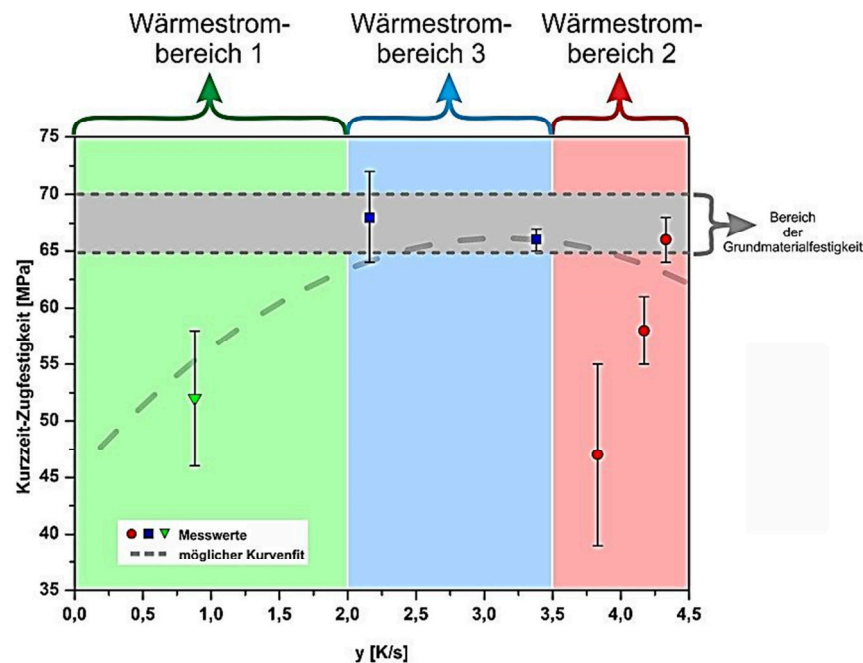 Wärmestrom-
bereich 1
Wärmestrom-
bereich 3
Wärmestrom-
bereich 2
75
70
65
60
55
50
45
40
35
Kurzzeit-Zugfestigkeit [MPa]
Bereich
der
Grundmaterialfestigkeit
Messwerte
möglicher Kurvenfit
0,0
0,5
1,0
1,5
2,0
2,5
3,0
3,5
4,0
4,5
y [K/s]